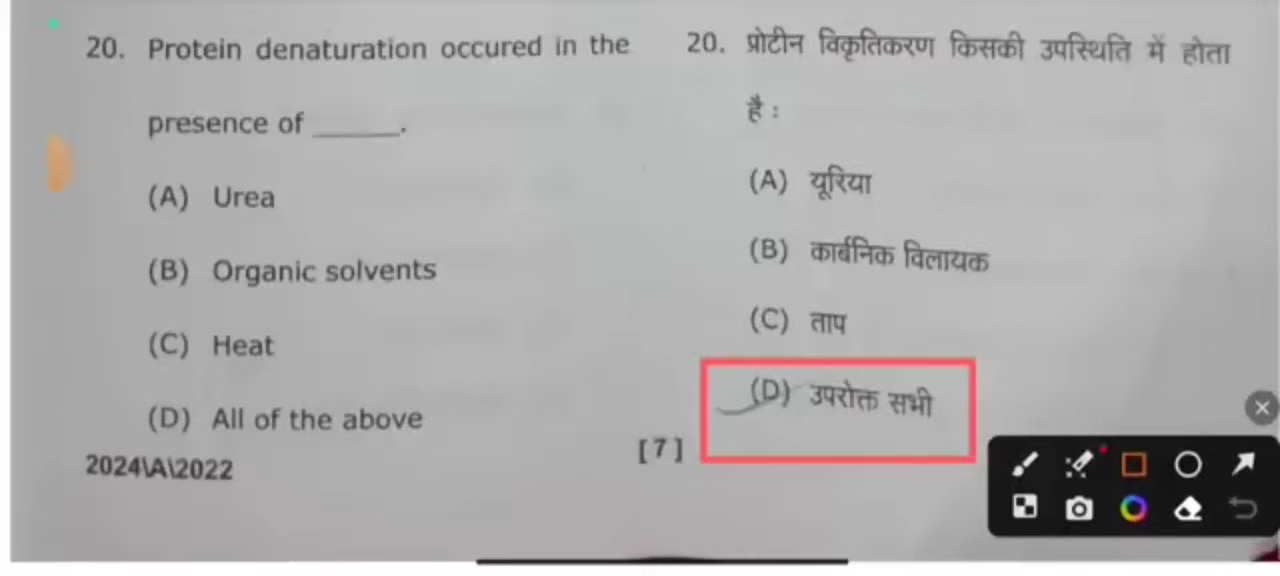 20. Protein denaturation occured in the
presence of ______.
(A) Urea
(B) Organic solvents
(C) Heat
(D) All of the above
2024\A\2022
20. प्रोटीन विकृतिकरण किसकी उपस्थिति में होता
है :
(A) यूरिया
(B) कार्बनिक विलायक
(C) ताप
(D) उपरोक्त सभी
[7]